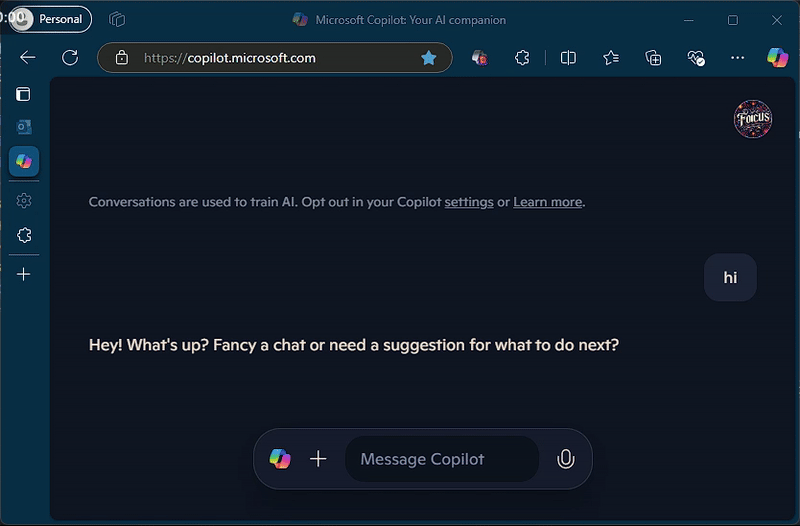 :00
Personal
Microsoft Copilot: Your AI companion
https://copilot.microsoft.com
FOICUS
Conversations are used to train AI. Opt out in your Copilot settings or Learn more.
hi
Hey! What's up? Fancy a chat or need a suggestion for what to do next?
Message Copilot